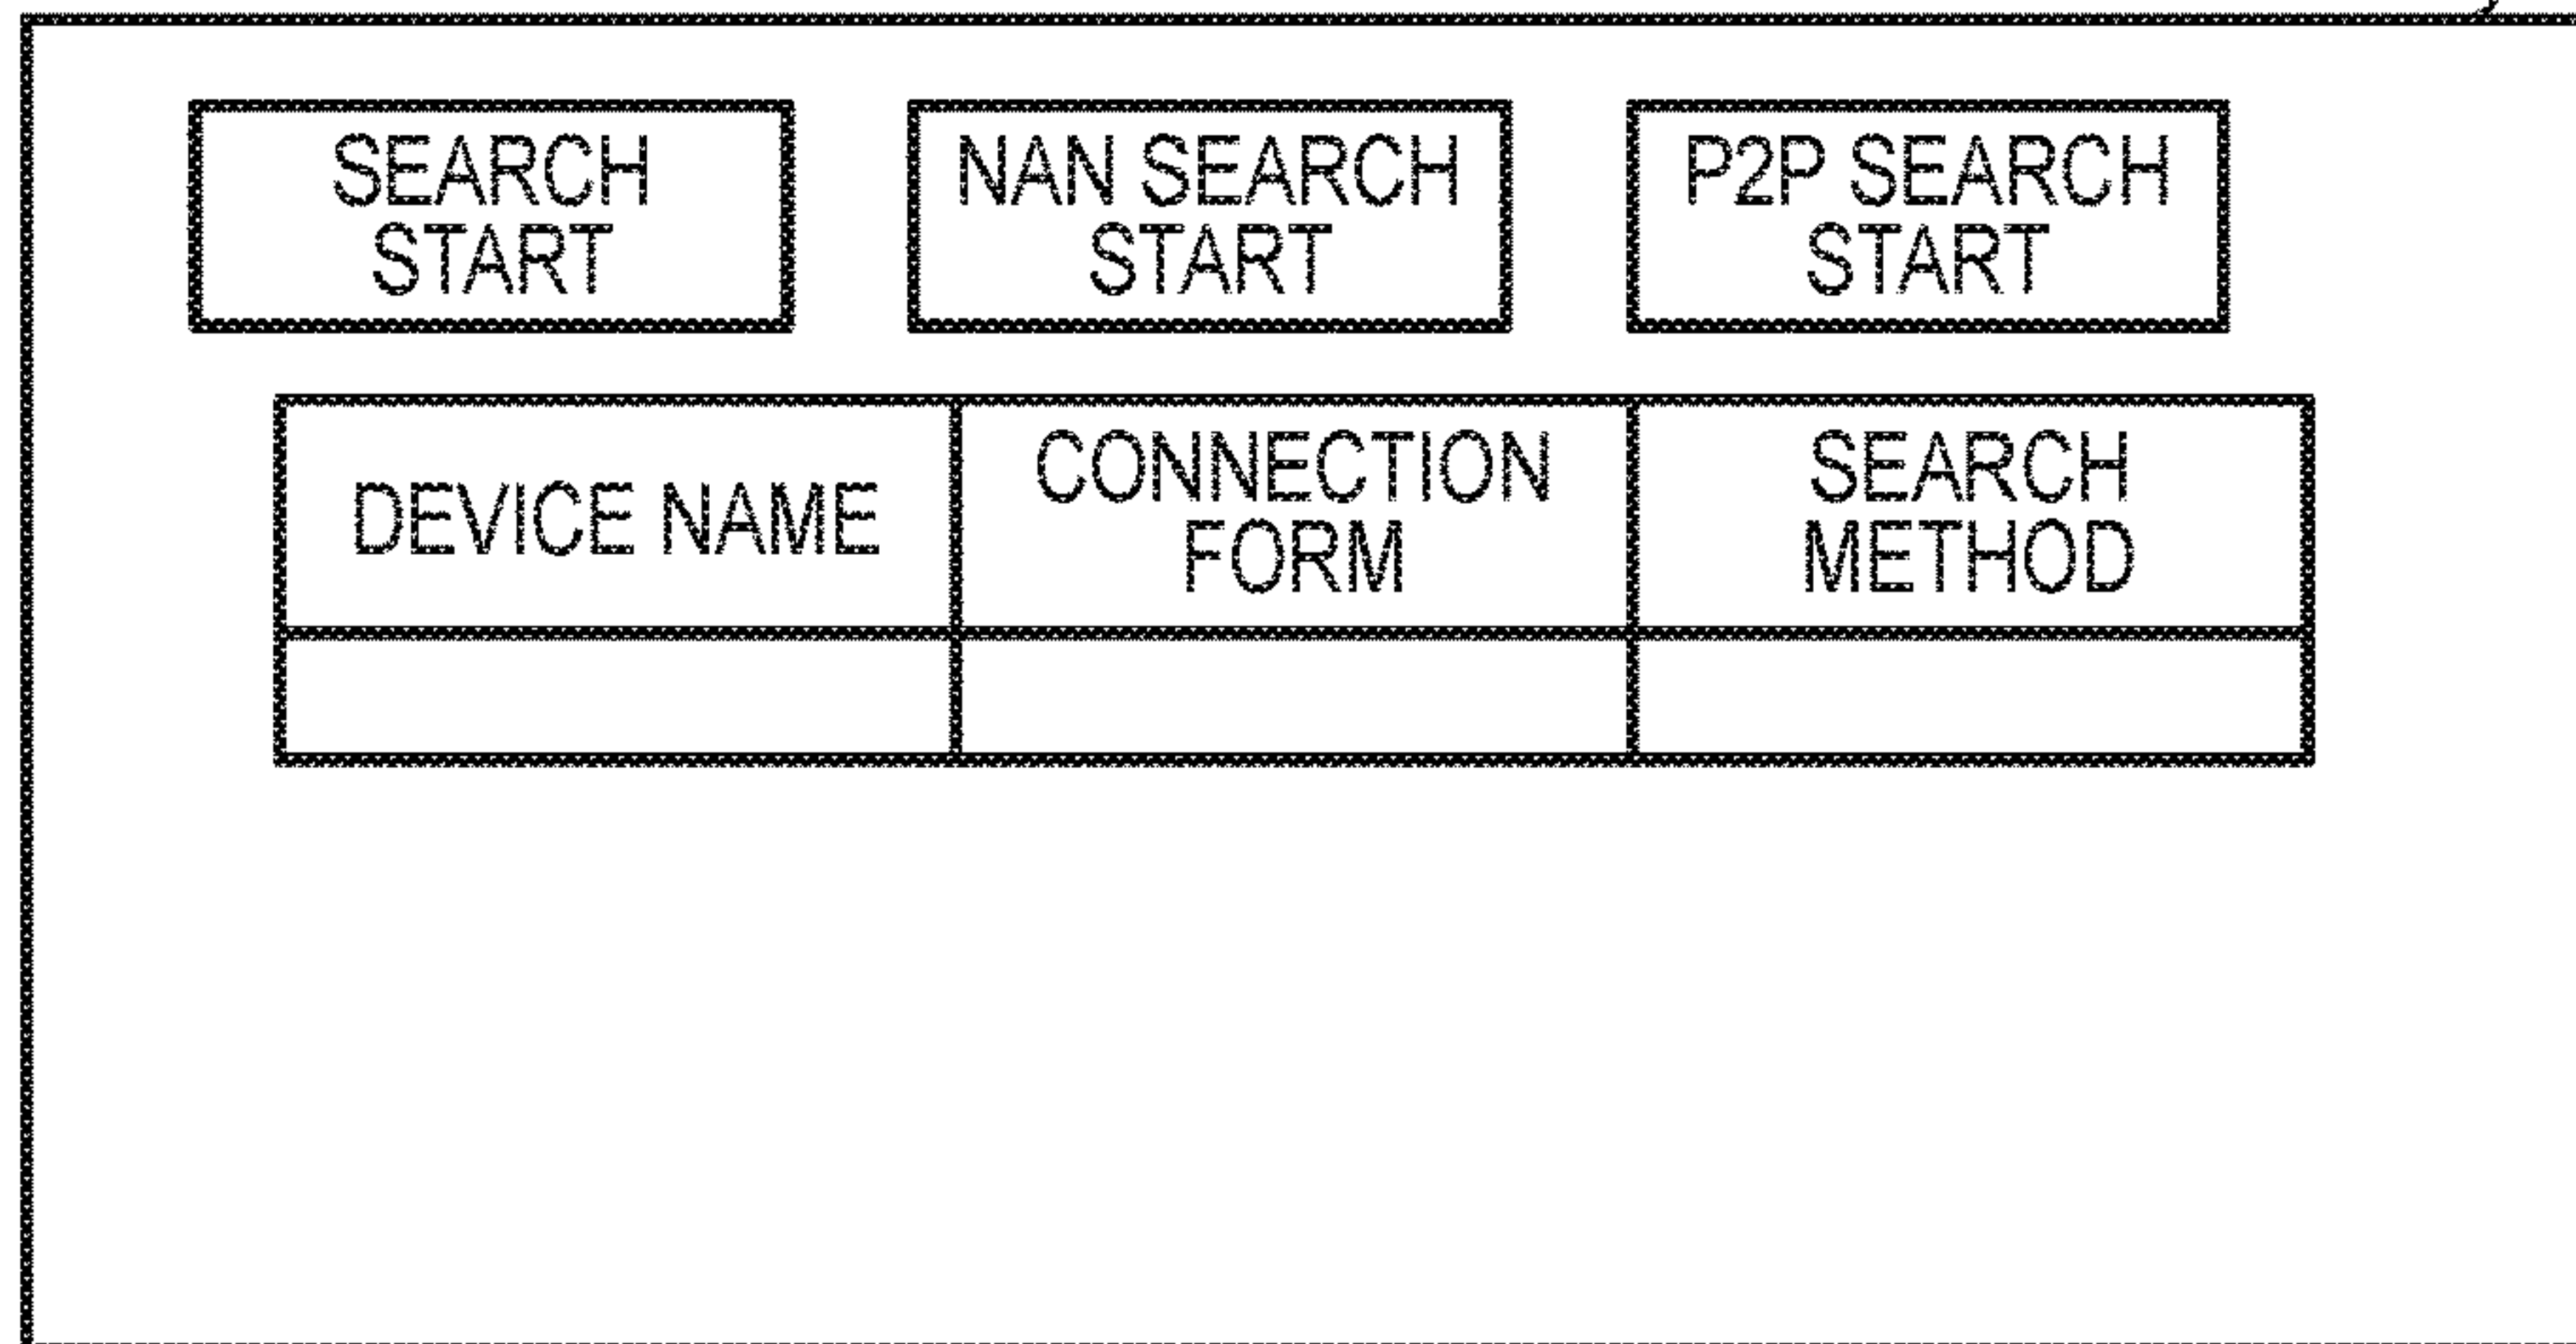 SEARCH
START
NAN SEARCH
START
P2P SEARCH
START
DEVICE NAME
CONNECTION
FORM
SEARCH
METHOD